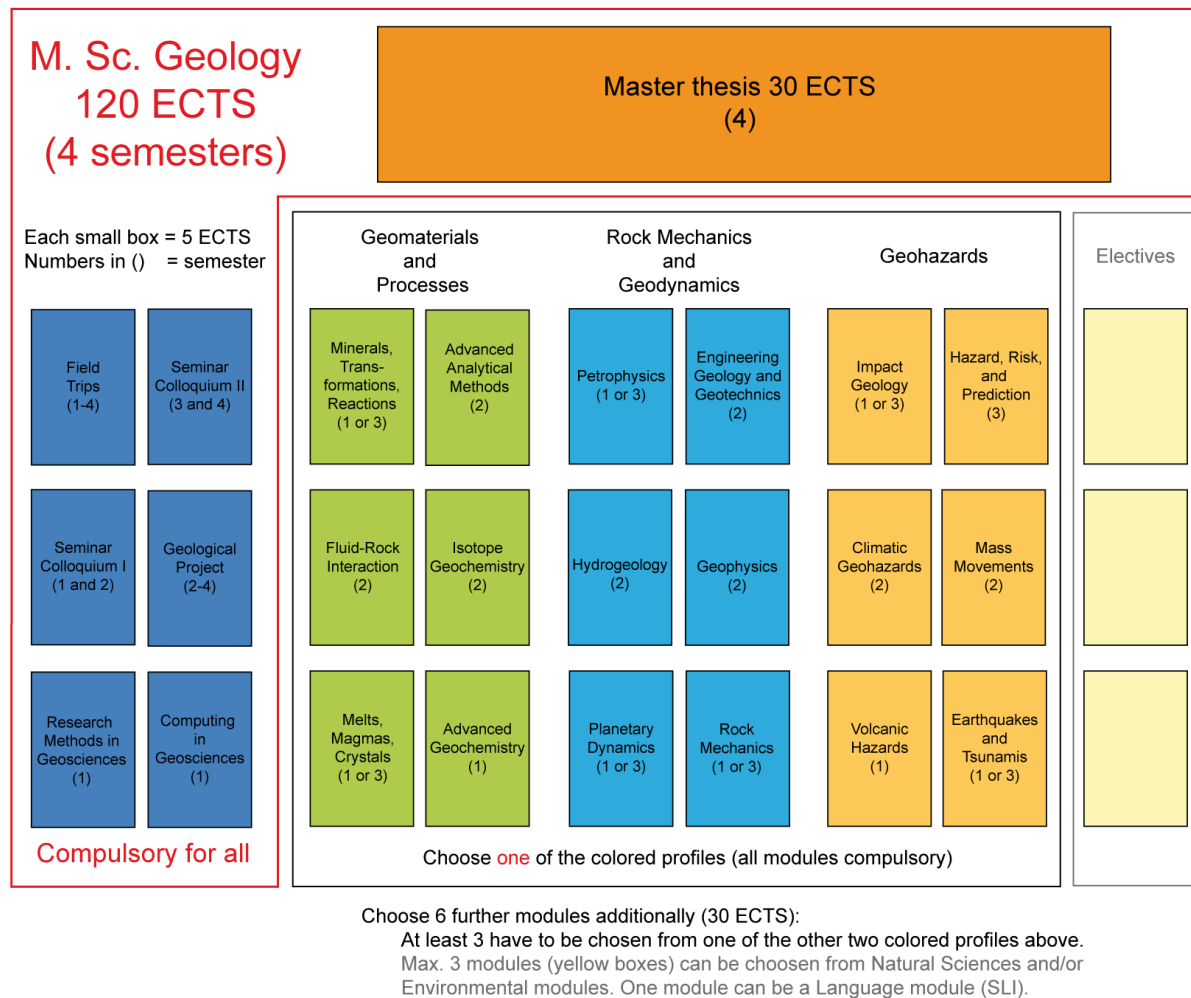 M. Sc. Geology
120 ECTS
(4 semesters)
Master thesis 30 ECTS
(4)
Each small box = 5 ECTS
Numbers in () = semester
Geomaterials
and
Processes
Rock Mechanics
and
Geodynamics
Geohazards
Electives
Field
Trips
(1-4)
Seminar
Colloquium II
(3 and 4)
Minerals,
Trans-
formations,
Reactions
(1 or 3)
Advanced
Analytical
Methods
(2)
Petrophysics
(1 or 3)
Engineering
Geology and
Geotechnics
(2)
Impact
Geology
(1 or 3)
Hazard, Risk,
and
Prediction
(3)
Seminar
Colloquium I
(1 and 2)
Geological
Project
(2-4)
Fluid-Rock
Interaction
(2)
Isotope
Geochemistry
(2)
Hydrogeology
(2)
Geophysics
(2)
Climatic
Geohazards
(2)
Mass
Movements
(2)
Research
Methods in
Geosciences
(1)
Computing
in
Geosciences
(1)
Melts,
Magmas,
Crystals
(1 or 3)
Advanced
Geochemistry
(1)
Planetary
Dynamics
(1 or 3)
Rock
Mechanics
(1 or 3)
Volcanic
Hazards
(1)
Earthquakes
and
Tsunamis
(1 or 3)
Compulsory for all
Choose one of the colored profiles (all modules compulsory)
Choose 6 further modules additionally (30 ECTS):
At least 3 have to be chosen from one of the other two colored profiles above.
Max. 3 modules (yellow boxes) can be choosen from Natural Sciences and/or
Environmental modules. One module can be a Language module (SLI).